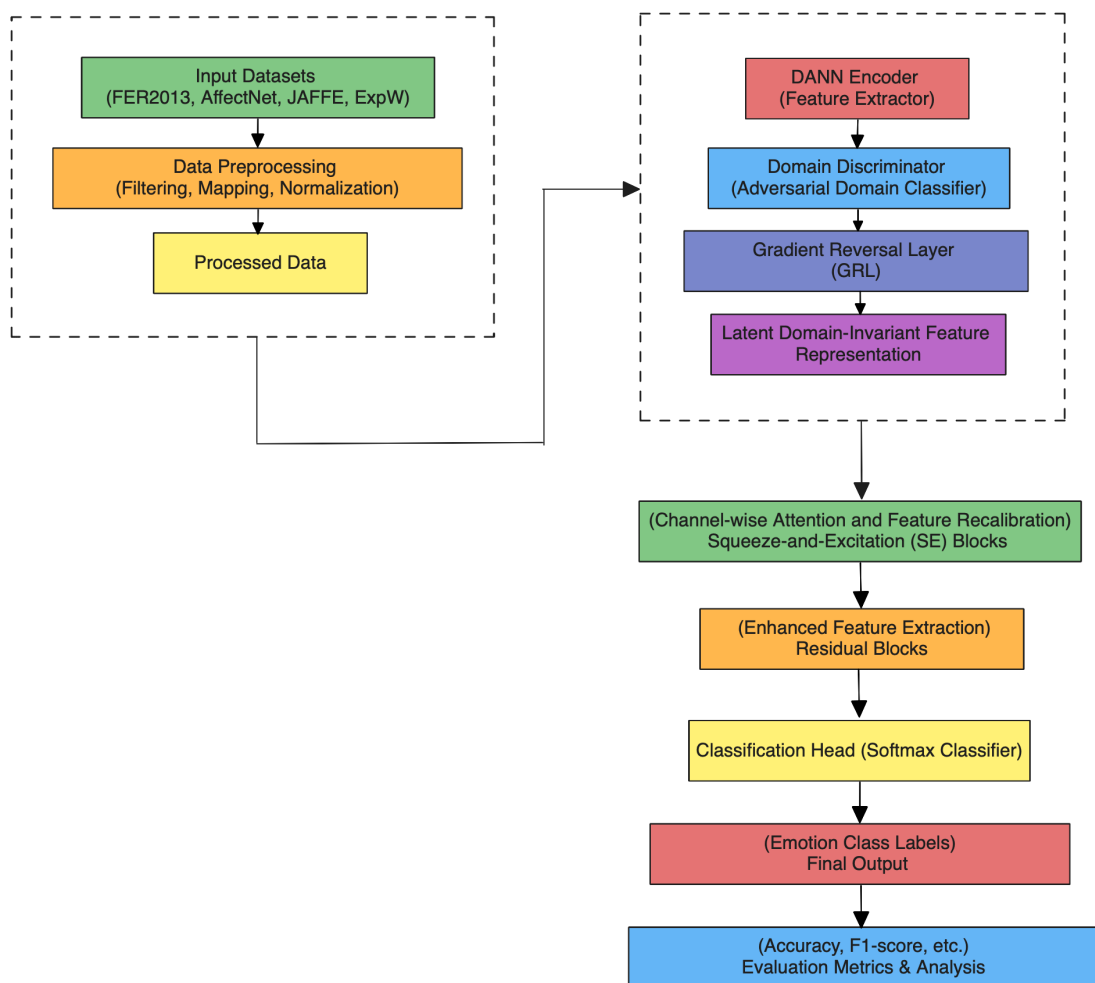 Input Datasets
(FER2013, AffectNet, JAFFE, ExpW)
Data Preprocessing
(Filtering, Mapping, Normalization)
Processed Data
DANN Encoder
(Feature Extractor)
Domain Discriminator
(Adversarial Domain Classifier)
Gradient Reversal Layer
(GRL)
Latent Domain-Invariant Feature
Representation
(Channel-wise Attention and Feature Recalibration)
Squeeze-and-Excitation (SE) Blocks
(Enhanced Feature Extraction)
Residual Blocks
Classification Head (Softmax Classifier)
(Emotion Class Labels)
Final Output
(Accuracy, F1-score, etc.)
Evaluation Metrics & Analysis